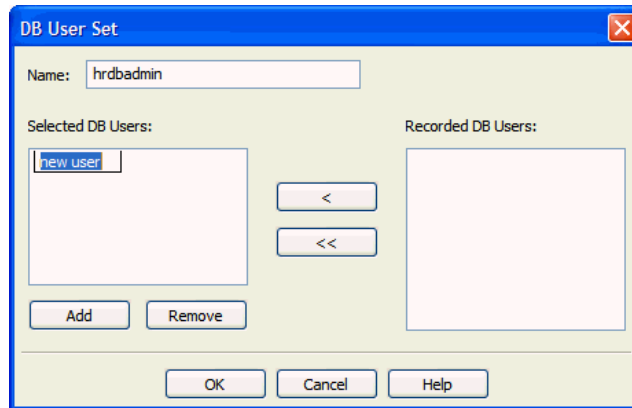 DB User Set
Name: hrdbadmin
Selected DB Users: Recorded DB Users:
new user
<
<<
Add Remove
OK Cancel Help